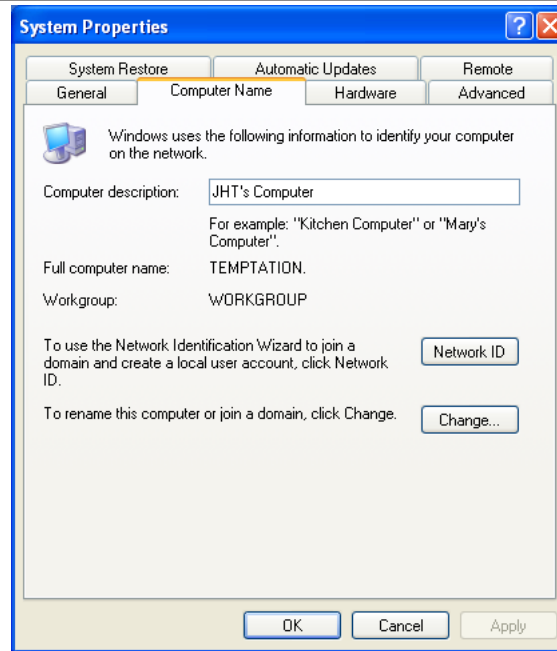 System Properties
System Restore Automatic Updates Remote
General Computer Name Hardware Advanced
Windows uses the following information to identify your computer
on the network.
Computer description: JHT's Computer
For example: "Kitchen Computer" or "Mary's
Computer".
Full computer name: TEMPTATION.
Workgroup: WORKGROUP
To use the Network Identification Wizard to join a
domain and create a local user account, click Network
ID.
Network ID
To rename this computer or join a domain, click Change.
Change...
OK Cancel Apply